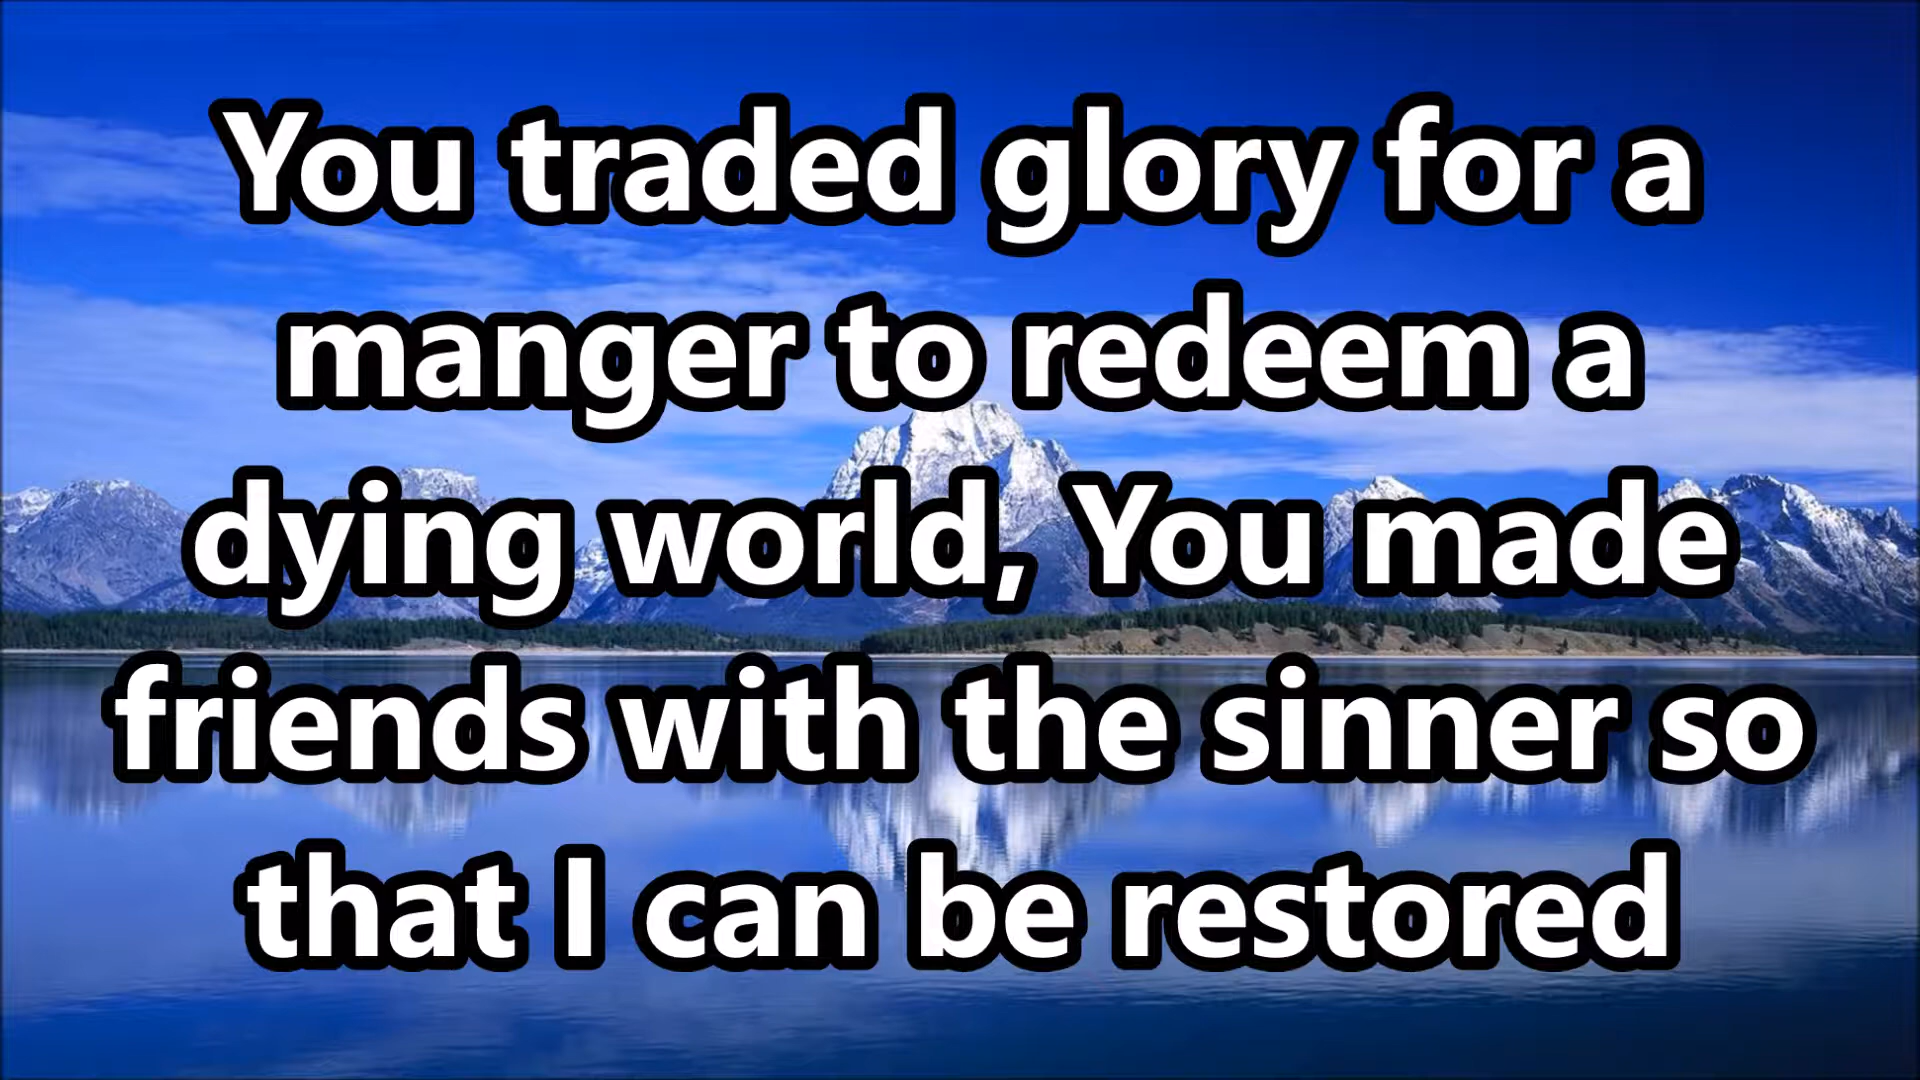 You traded glory for a
manger to redeem a
dying world, You made
friends with the sinner so
that I can be restored